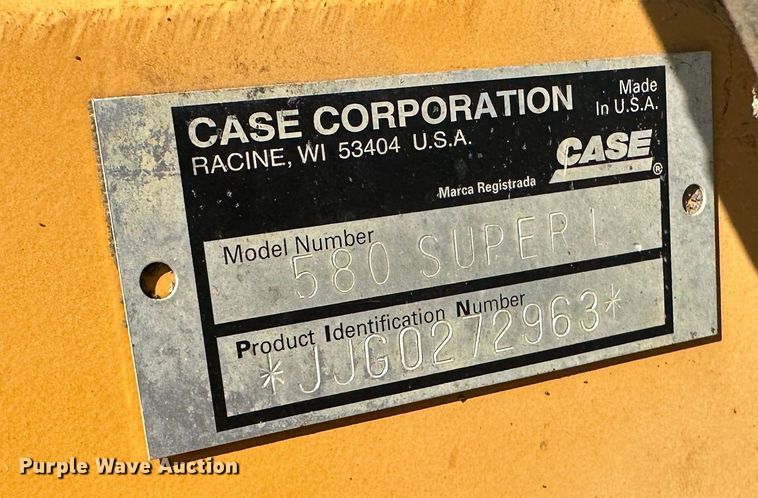 CASE CORPORATION
RACINE, WI 53404 U.S.A.
Made
In U.S.A.
Marca Registrada
CASE®
Model Number
580 SUPER L
Product Identification Number
*JJG0272963*
Purple Wave Auction